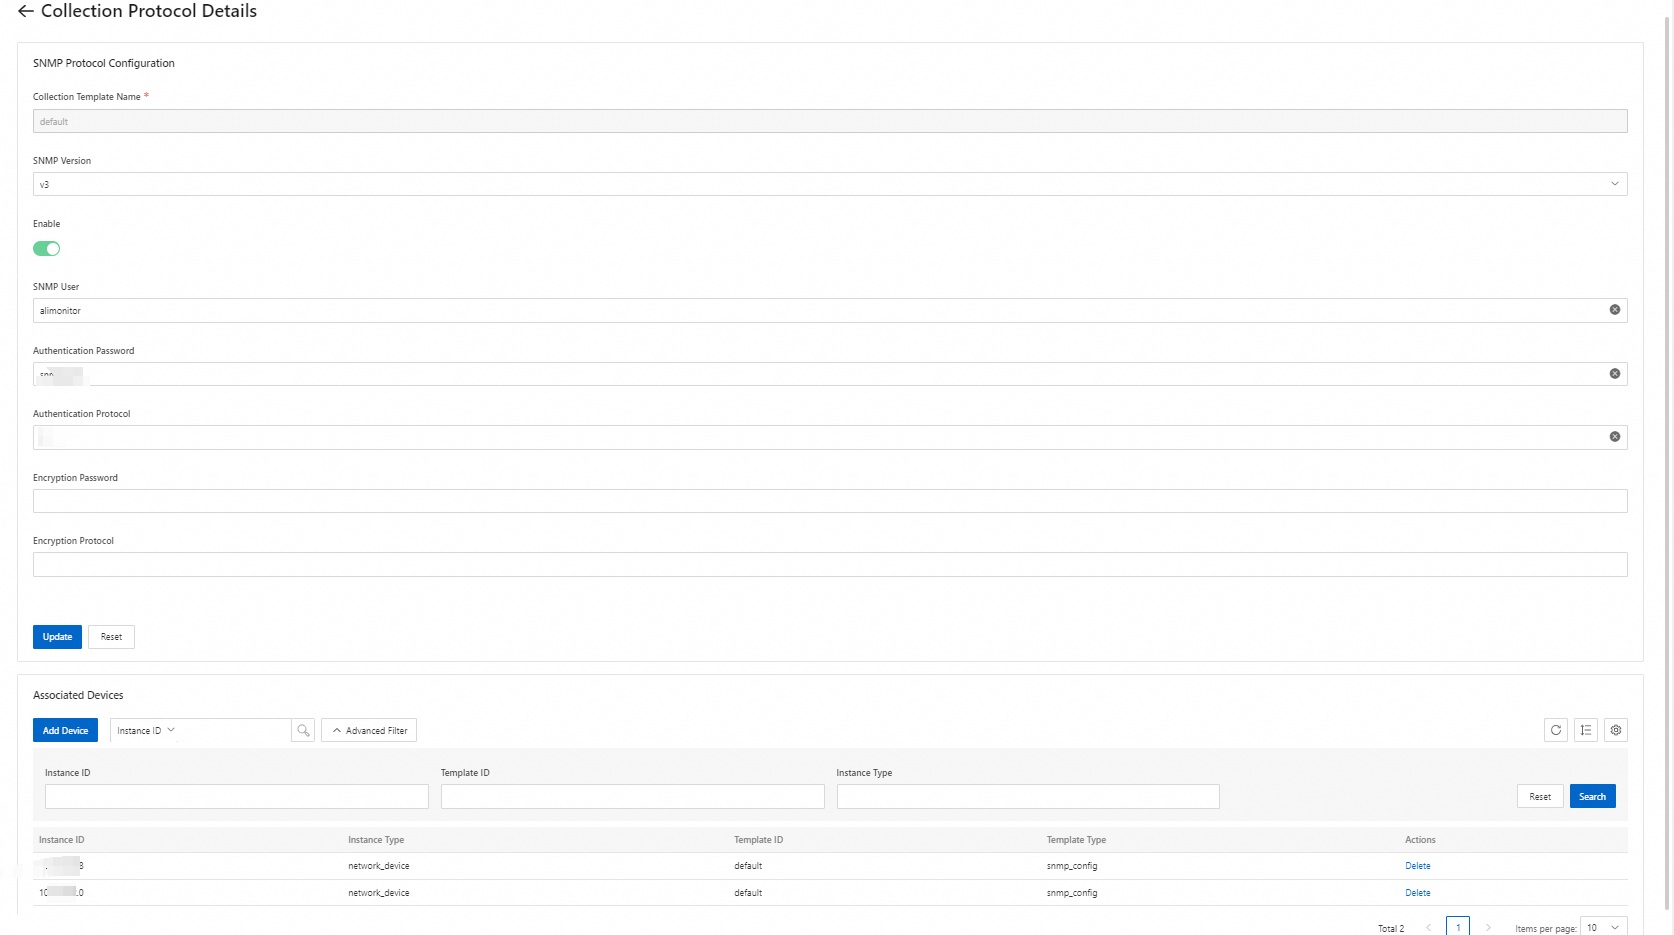 Collection Protocol Details
SNMP Protocol Configuration
Collection Template Name *
default
SNMP Version
v3
Enable
SNMP User
alimonitor
Authentication Password
Authentication Protocol
Encryption Password
Encryption Protocol
Update Reset
Associated Devices
Add Device Instance ID Advanced Filter
Instance ID Template ID Instance Type
Reset Search
Instance ID Instance Type Template ID Template Type Actions
network_device default snmp_config Delete
network_device default snmp_config Delete
Total 2 1 Items per page: 10